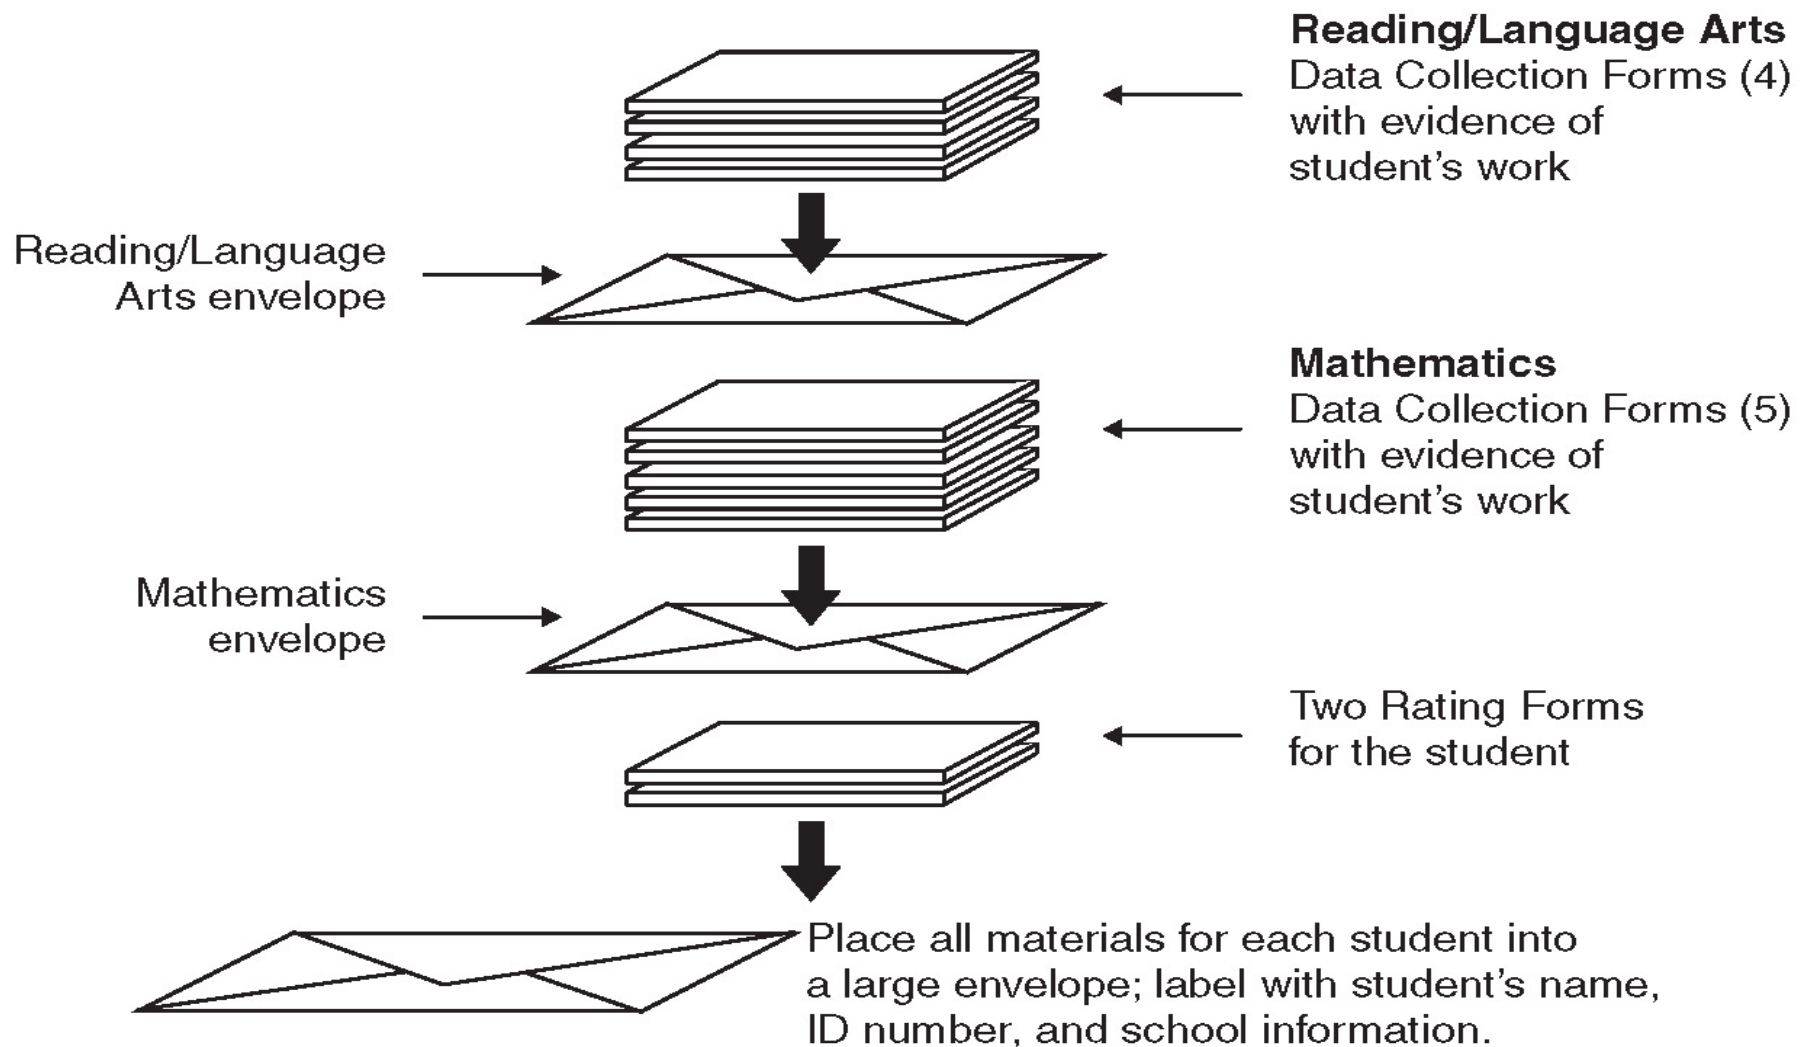 Reading/Language Arts
Data Collection Forms (4)
with evidence of
student's work
Reading/Language
Arts envelope
Mathematics
Data Collection Forms (5)
with evidence of
student's work
Mathematics
envelope
Two Rating Forms
for the student
Place all materials for each student into
a large envelope; label with student's name,
ID number, and school information.